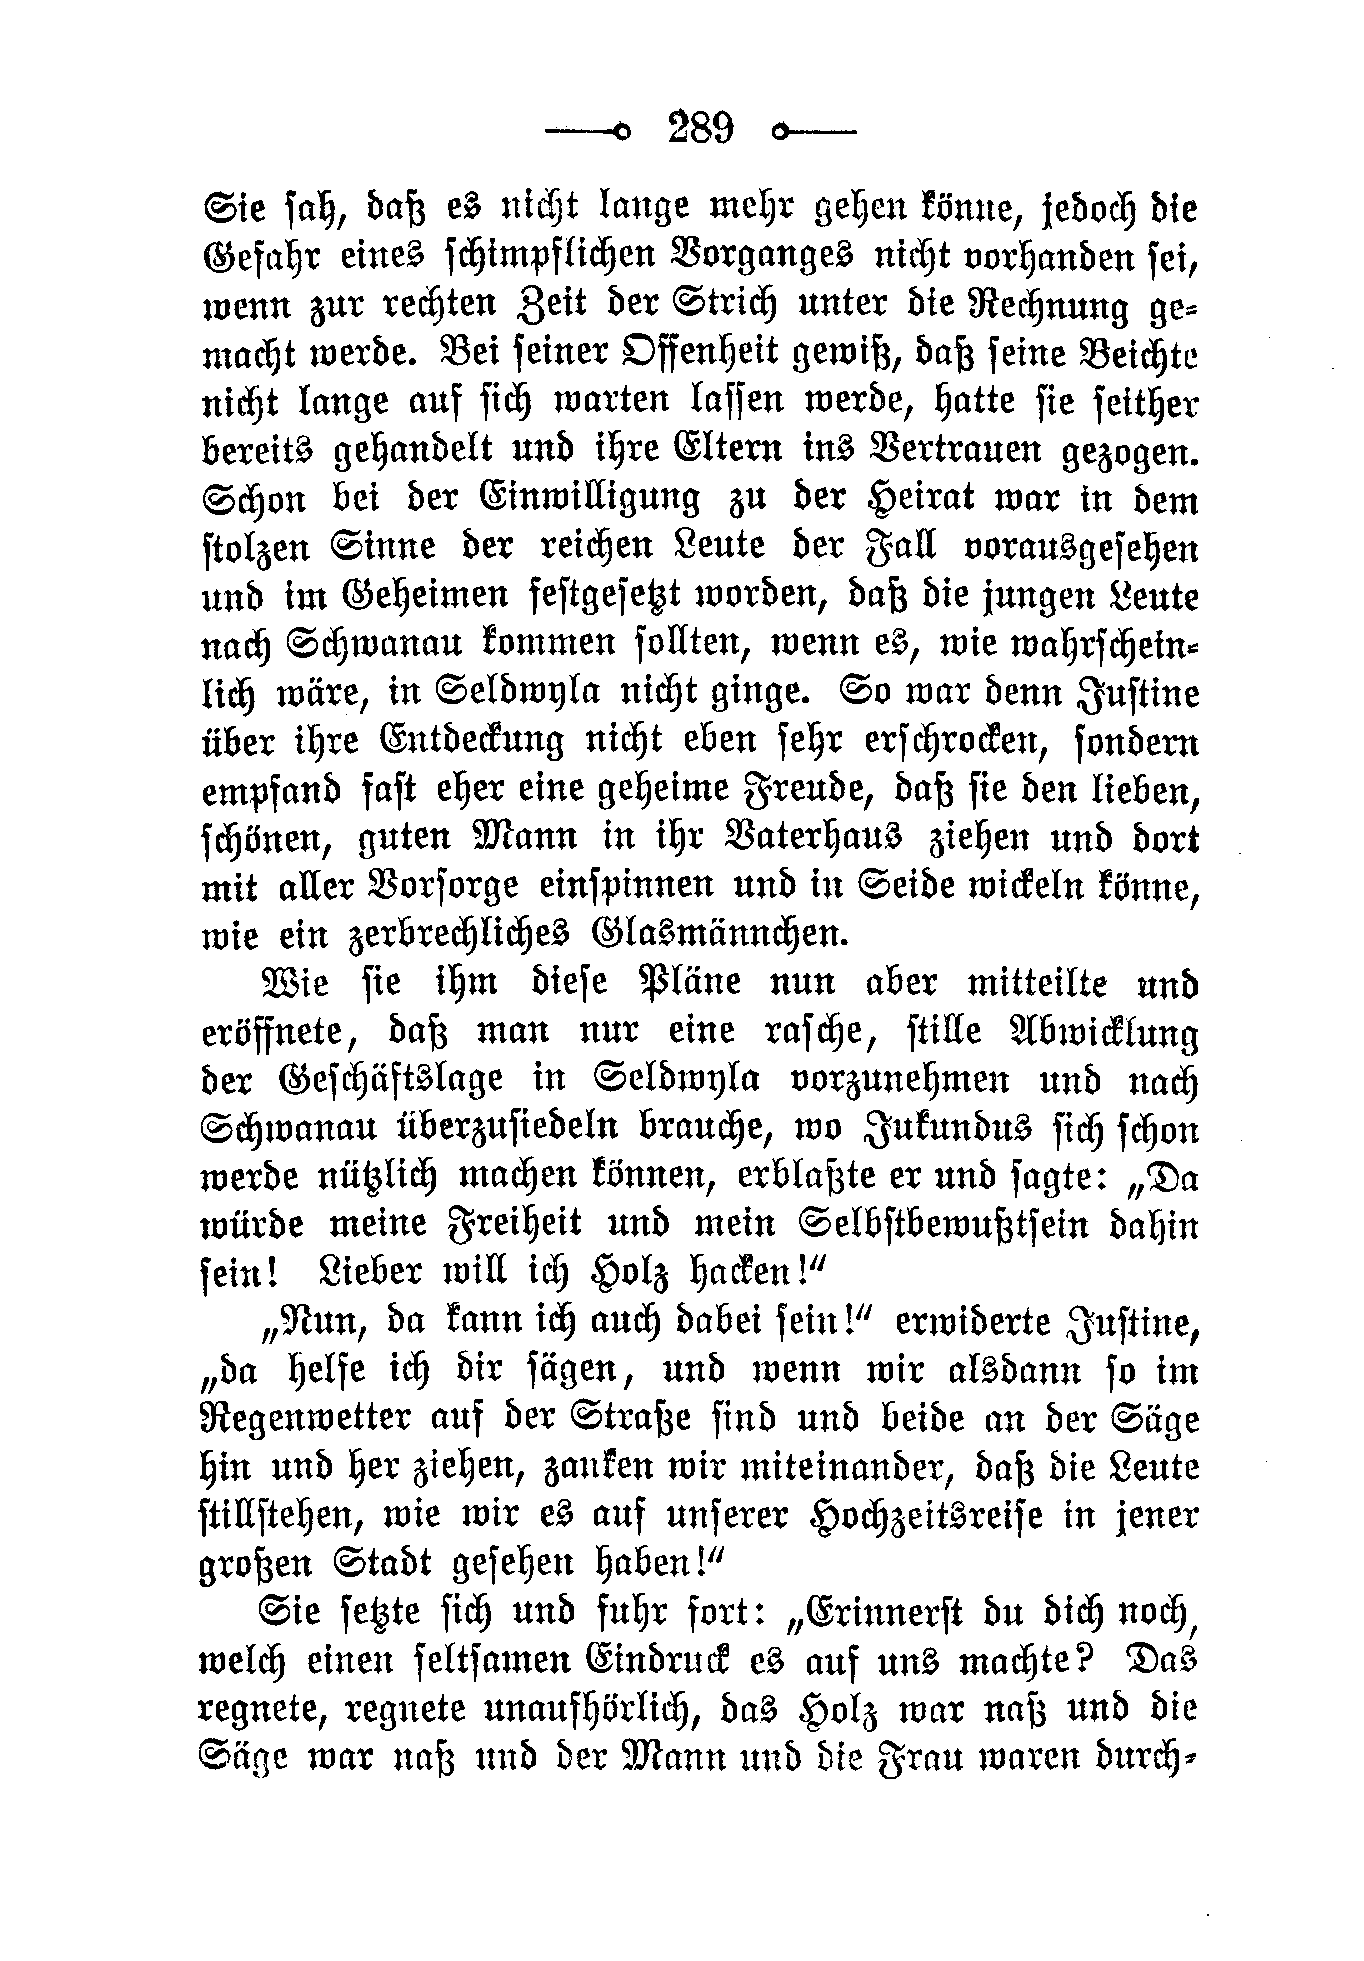 289
Sie sah, daß es nicht lange mehr gehen könne, jedoch die
Gefahr eines schimpflichen Vorganges nicht vorhanden sei,
wenn zur rechten Zeit der Strich unter die Rechnung ge-
macht werde. Bei seiner Offenheit gewiß, daß seine Beichte
nicht lange auf sich warten lassen werde, hatte sie seither
bereits gehandelt und ihre Eltern ins Vertrauen gezogen.
Schon bei der Einwilligung zu der Heirat war in dem
stolzen Sinne der reichen Leute der Fall vorausgesehen
und im Geheimen festgesetzt worden, daß die jungen Leute
nach Schwanau kommen sollten, wenn es, wie wahrschein-
lich wäre, in Seldwyla nicht ginge. So war denn Justine
über ihre Entdeckung nicht eben sehr erschrocken, sondern
empfand fast eher eine geheime Freude, daß sie den lieben,
schönen, guten Mann in ihr Vaterhaus ziehen und dort
mit aller Vorsorge einspinnen und in Seide wickeln könne,
wie ein zerbrechliches Glasmännchen.
Wie sie ihm diese Pläne nun aber mitteilte und
eröffnete, daß man nur eine rasche, stille Abwicklung
der Geschäftslage in Seldwyla vorzunehmen und nach
Schwanau überzusiedeln brauche, wo Jukundus sich schon
werde nützlich machen können, erblaßte er und sagte: „Da
würde meine Freiheit und mein Selbstbewußtsein dahin
sein! Lieber will ich Holz hacken!“
„Nun, da kann ich auch dabei sein!“ erwiderte Justine,
„da helfe ich dir sägen, und wenn wir alsdann so im
Regenwetter auf der Straße sind und beide an der Säge
hin und her ziehen, zanken wir miteinander, daß die Leute
stillstehen, wie wir es auf unserer Hochzeitsreise in jener
großen Stadt gesehen haben!“
Sie setzte sich und fuhr fort: „Erinnerst du dich noch,
welch einen seltsamen Eindruck es auf uns machte? Das
regnete, regnete unaufhörlich, das Holz war naß und die
Säge war naß und der Mann und die Frau waren durch-